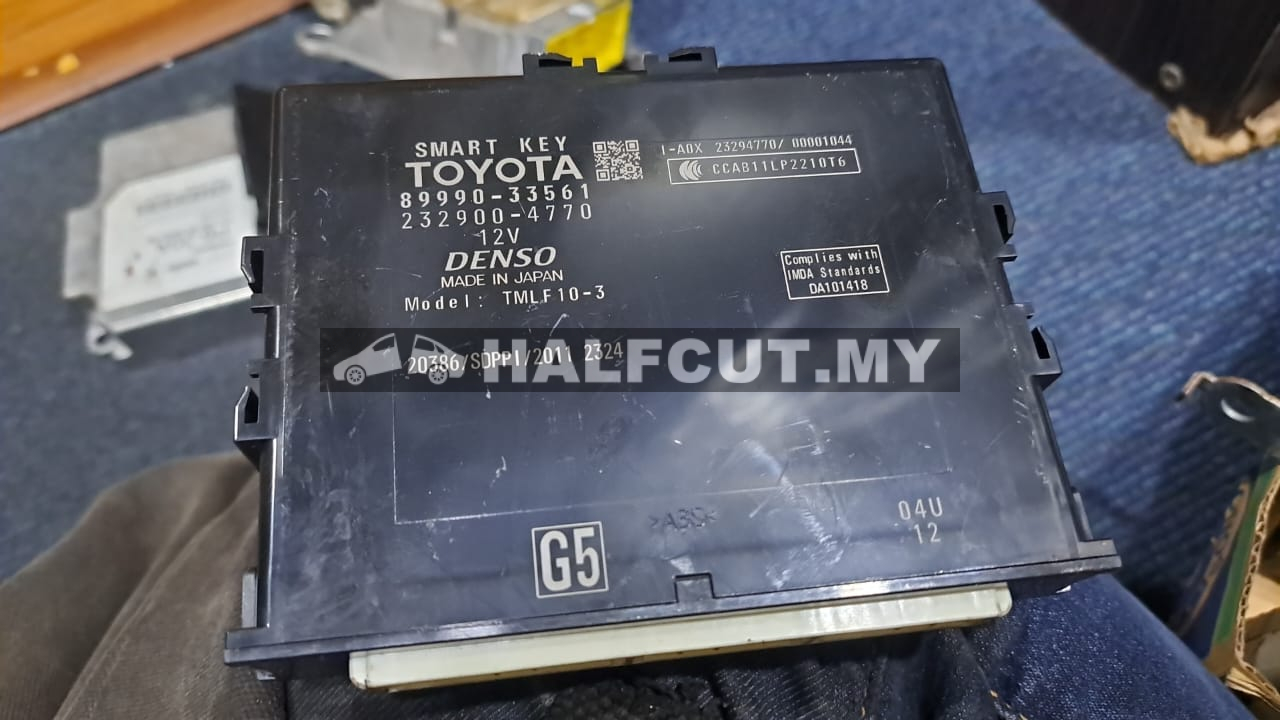 SMART KEY
TOYOTA
89990-33561
232900-4770
12V
DENSO
MADE IN JAPAN
Model: TMLF10-3
I-A0X 23294770/ 00001044
CCAB11LP2210T6
Complies with
IMDA Standards
DA101418
20386/SDPPI/2011 2324
HALFCUT.MY
G5
>ABS<
04U
12